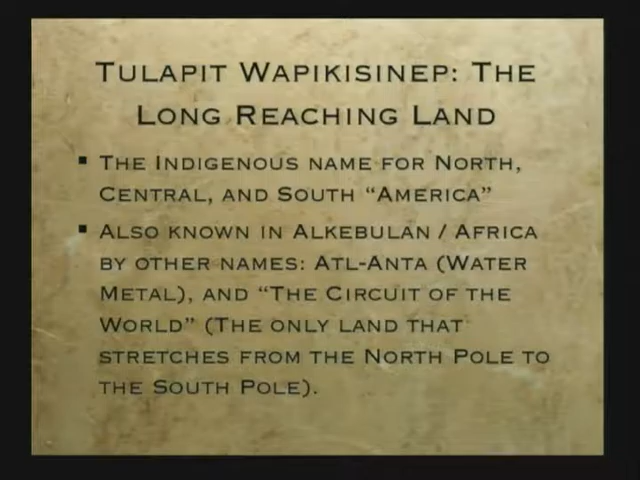 TULAPIT WAPIKISINEP: THE
LONG REACHING LAND
▪ THE INDIGENOUS NAME FOR NORTH,
CENTRAL, AND SOUTH “AMERICA”
▪ ALSO KNOWN IN ALKEBULAN / AFRICA
BY OTHER NAMES: ATL-ANTA (WATER
METAL), AND “THE CIRCUIT OF THE
WORLD” (THE ONLY LAND THAT
STRETCHES FROM THE NORTH POLE TO
THE SOUTH POLE).